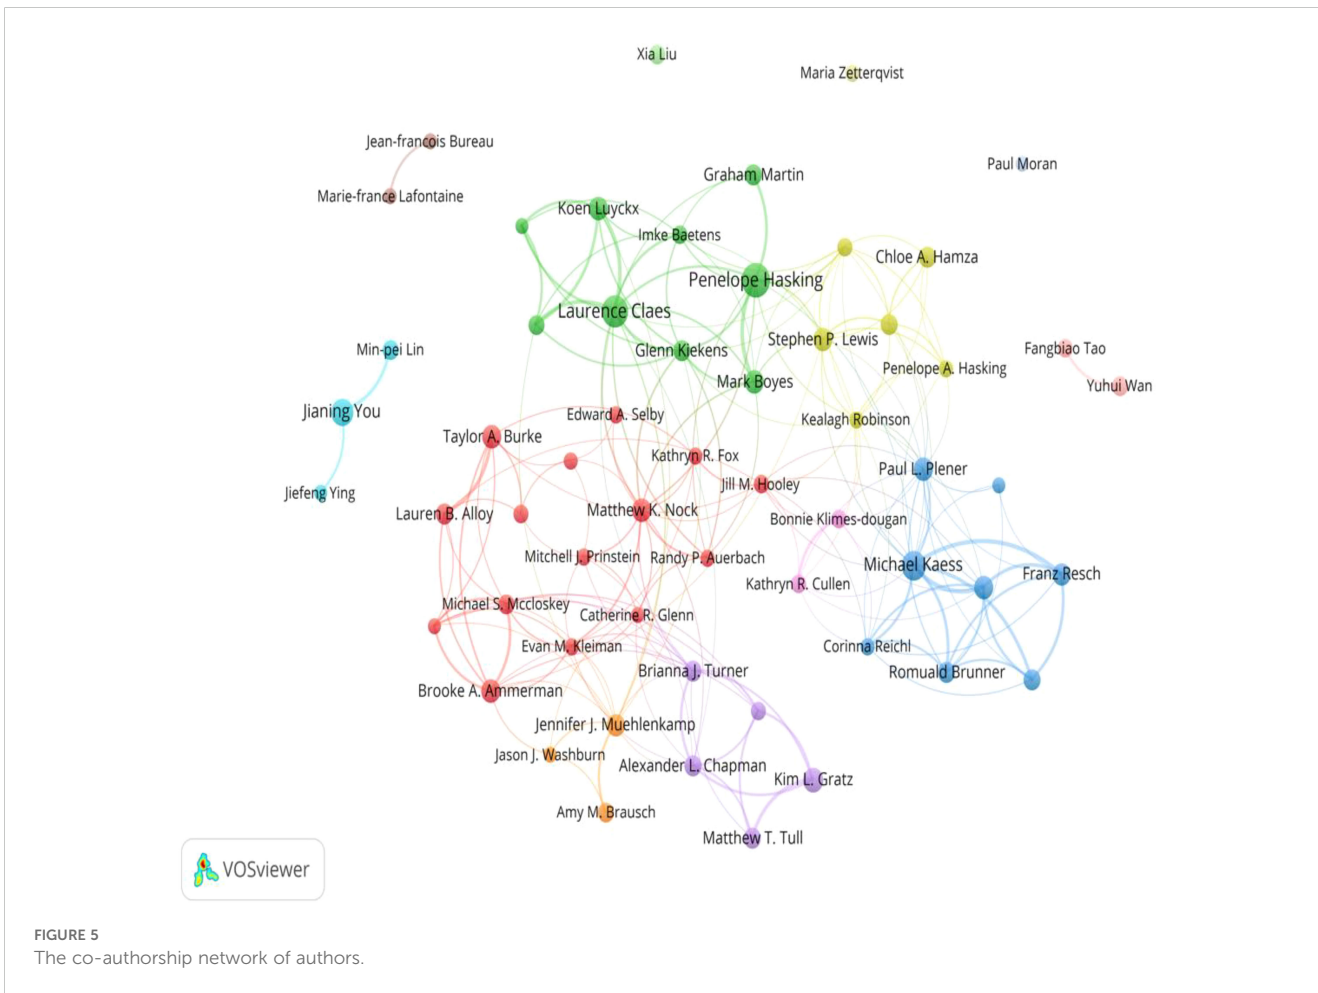 Xia Liu
Maria Zetterqvist
Jean-francois Bureau
Paul Moran
Graham Martin
Marie-france Lafontaine
Koen Luyckx
Imke Baetens
Chloe A. Hamza
Penelope Hasking
Laurence Claes
Stephen P. Lewis
Min-pei Lin
Glenn Kiekens
Fangbiao Tao
Penelope A. Hasking
Mark Boyes
Yuhui Wan
Jianing You
Edward A. Selby
Kealagh Robinson
Taylor A. Burke
Kathryn R. Fox
Paul L. Plener
Jill M. Hooley
Jiefeng Ying
Lauren B. Alloy
Matthew K. Nock
Bonnie Klimes-dougan
Mitchell J. Prinstein
Randy P. Auerbach
Michael Kaess
Franz Resch
Kathryn R. Cullen
Michael S. Mccloskey
Catherine R. Glenn
Evan M. Kleiman
Corinna Reichl
Brianna J. Turner
Romuald Brunner
Brooke A. Ammerman
Jennifer J. Muehlenkamp
Jason J. Washburn
Alexander L. Chapman
Kim L. Gratz
Amy M. Brausch
Matthew T. Tull
VOSviewer
FIGURE 5
The co-authorship network of authors.